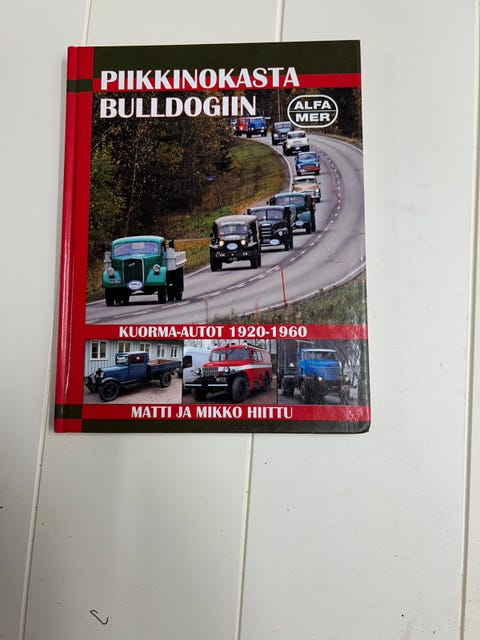 PIIKKINOKASTA
BULLDOGIIN
ALFA
MER
KUORMA-AUTOT 1920-1960
MATTI JA MIKKO HIITTU